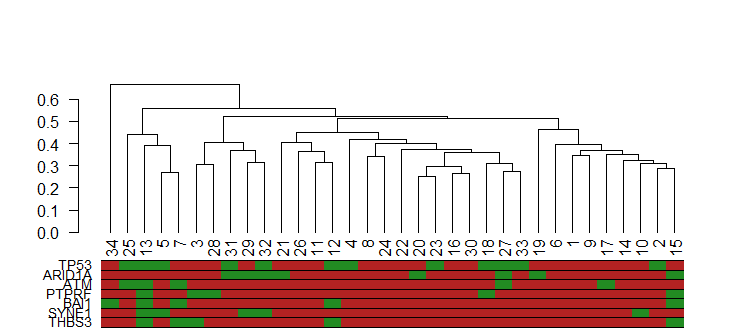 0.6
0.5
0.4
0.3
0.2
0.1
0.0
34 25 13 5 7 3 28 31 29 32 21 26 11 12 4 8 24 22 20 23 16 30 18 27 33 19 6 1 9 17 14 10 2 15
TP53
ARID1A
ATM
PTPRF
RAI1
SYNE1
THBS3